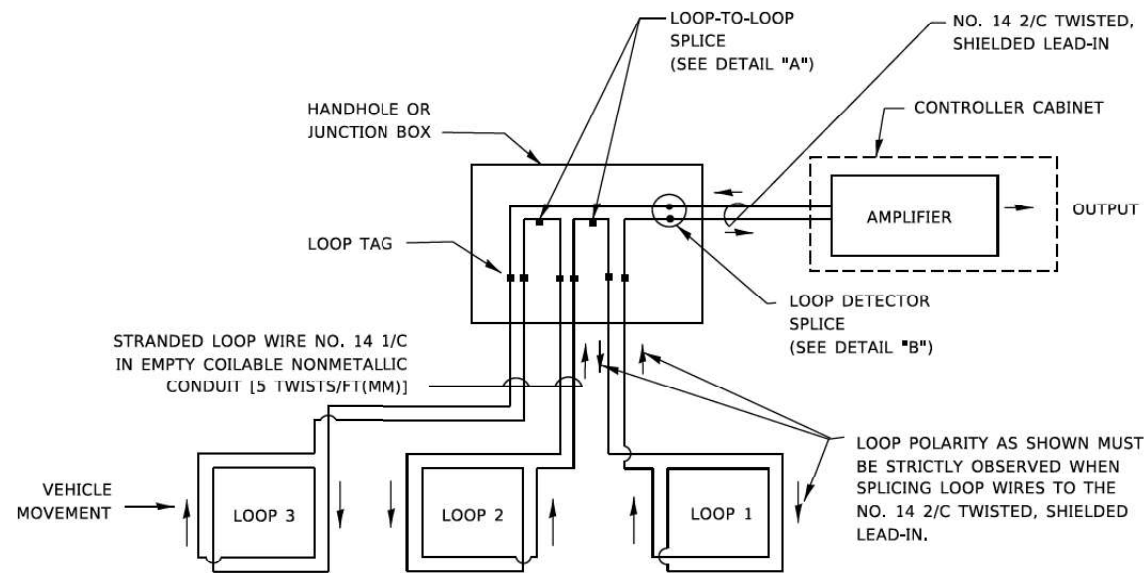 LOOP-TO-LOOP
SPLICE
(SEE DETAIL "A")
NO. 14 2/C TWISTED,
SHIELDED LEAD-IN
HANDHOLE OR
JUNCTION BOX
CONTROLLER CABINET
AMPLIFIER
OUTPUT
LOOP TAG
LOOP DETECTOR
SPLICE
(SEE DETAIL "B")
STRANDED LOOP WIRE NO. 14 1/C
IN EMPTY COILABLE NONMETALLIC
CONDUIT [5 TWISTS/FT(MM)]
LOOP POLARITY AS SHOWN MUST
BE STRICTLY OBSERVED WHEN
SPLICING LOOP WIRES TO THE
NO. 14 2/C TWISTED, SHIELDED
LEAD-IN.
VEHICLE
MOVEMENT
LOOP 3
LOOP 2
LOOP 1